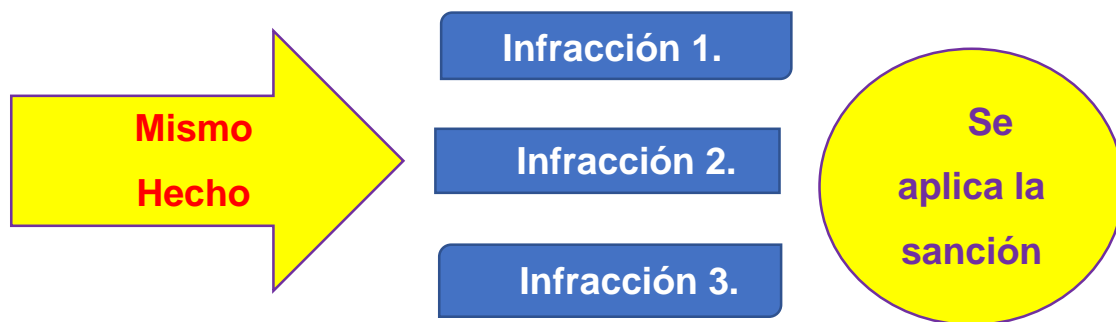 Mismo
Hecho
Infracción 1.
Infracción 2.
Infracción 3.
Se
aplica la
sanción